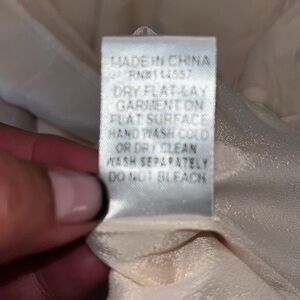 MADE IN CHINA
RN#144557
DRY FLAT-LAY
GARMENT ON
FLAT SURFACE
HAND WASH COLD
OR DRY CLEAN
WASH SEPARATELY
DO NOT BLEACH